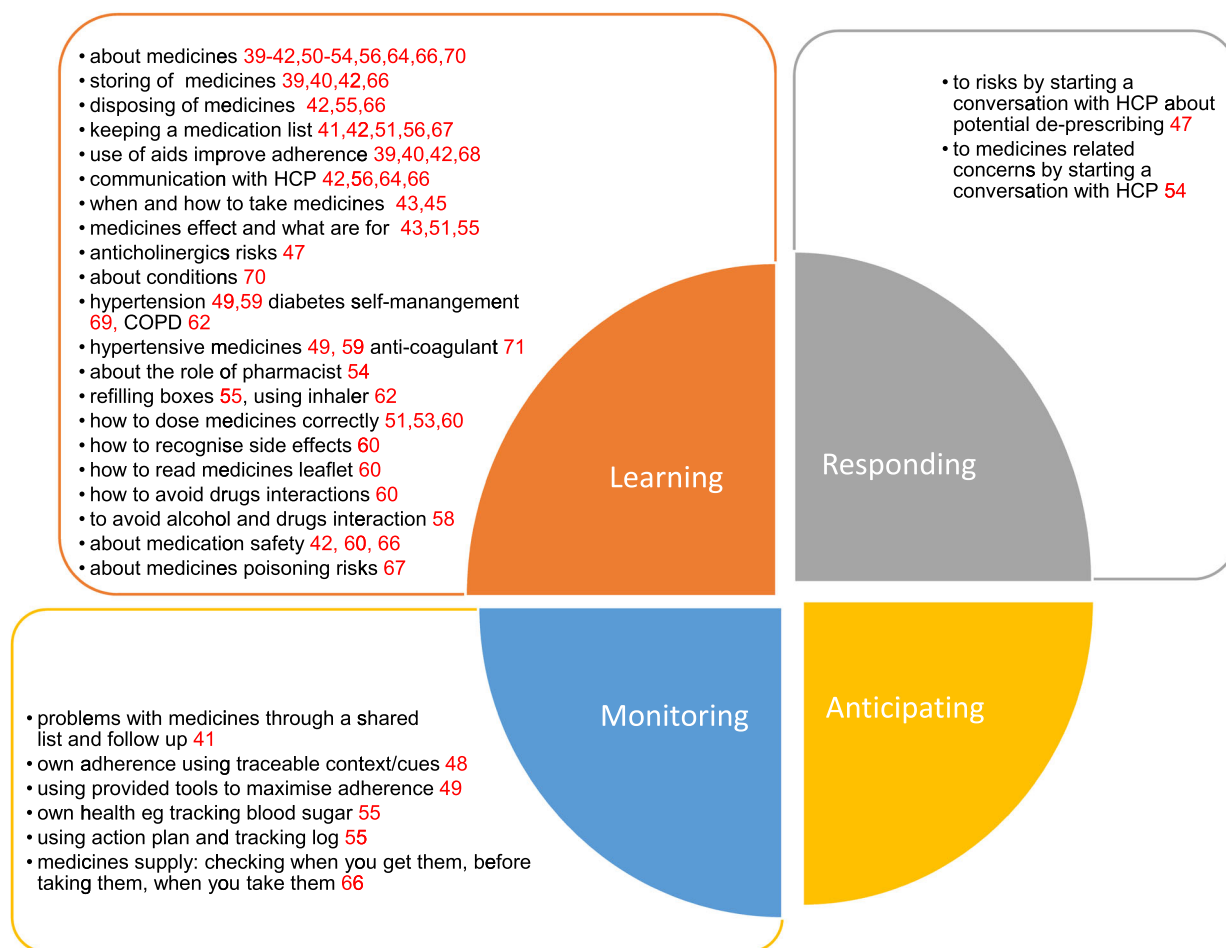 • about medicines 39-42,50-54,56,64,66,70
• storing of medicines 39,40,42,66
• disposing of medicines 42,55,66
• keeping a medication list 41,42,51,56,67
• use of aids improve adherence 39,40,42,68
• communication with HCP 42,56,64,66
• when and how to take medicines 43,45
• medicines effect and what are for 43,51,55
• anticholinergics risks 47
• about conditions 70
• hypertension 49,59 diabetes self-manangement
69, COPD 62
• hypertensive medicines 49, 59 anti-coagulant 71
• about the role of pharmacist 54
• refilling boxes 55, using inhaler 62
• how to dose medicines correctly 51,53,60
• how to recognise side effects 60
• how to read medicines leaflet 60
• how to avoid drugs interactions 60
• to avoid alcohol and drugs interaction 58
• about medication safety 42, 60, 66
• about medicines poisoning risks 67
• to risks by starting a
conversation with HCP about
potential de-prescribing 47
• to medicines related
concerns by starting a
conversation with HCP 54
Learning
Responding
Monitoring
Anticipating
• problems with medicines through a shared
list and follow up 41
• own adherence using traceable context/cues 48
• using provided tools to maximise adherence 49
• own health eg tracking blood sugar 55
• using action plan and tracking log 55
• medicines supply: checking when you get them, before
taking them, when you take them 66